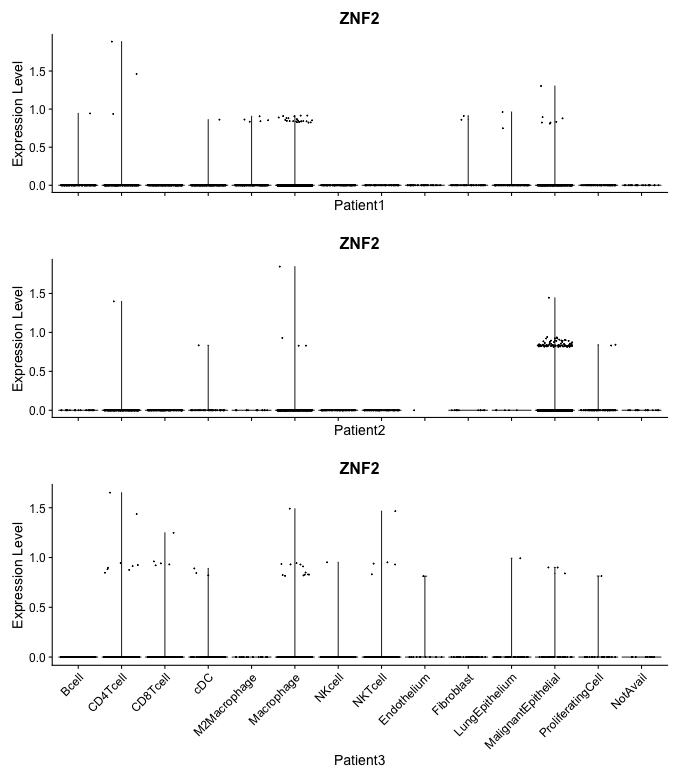 ZNF2
Expression Level
1.5
1.0
0.5
0.0
Patient1
ZNF2
Expression Level
1.5
1.0
0.5
0.0
Patient2
ZNF2
Expression Level
1.5
1.0
0.5
0.0
Bcell
CD4Tcell
CD8Tcell
cDC
M2Macrophage
Macrophage
NKcell
NKTcell
Endothelium
Fibroblast
LungEpithelium
MalignantEpithelial
ProliferatingCell
NotAvail
Patient3